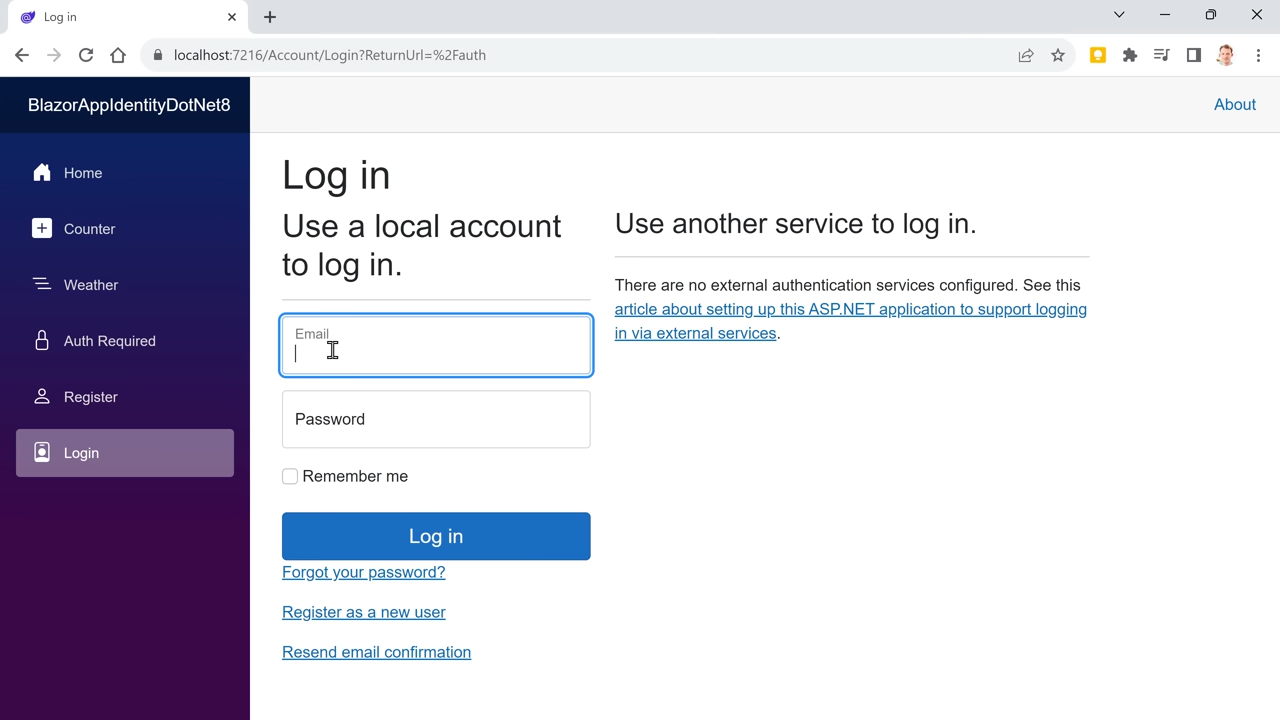 Log in
localhost:7216/Account/Login?ReturnUrl=%2Fauth
BlazorAppIdentityDotNet8
About
Home
Counter
Weather
Auth Required
Register
Login
Log in
Use a local account
to log in.
Email
Password
Remember me
Log in
Forgot your password?
Register as a new user
Resend email confirmation
Use another service to log in.
There are no external authentication services configured. See this
article about setting up this ASP.NET application to support logging
in via external services.